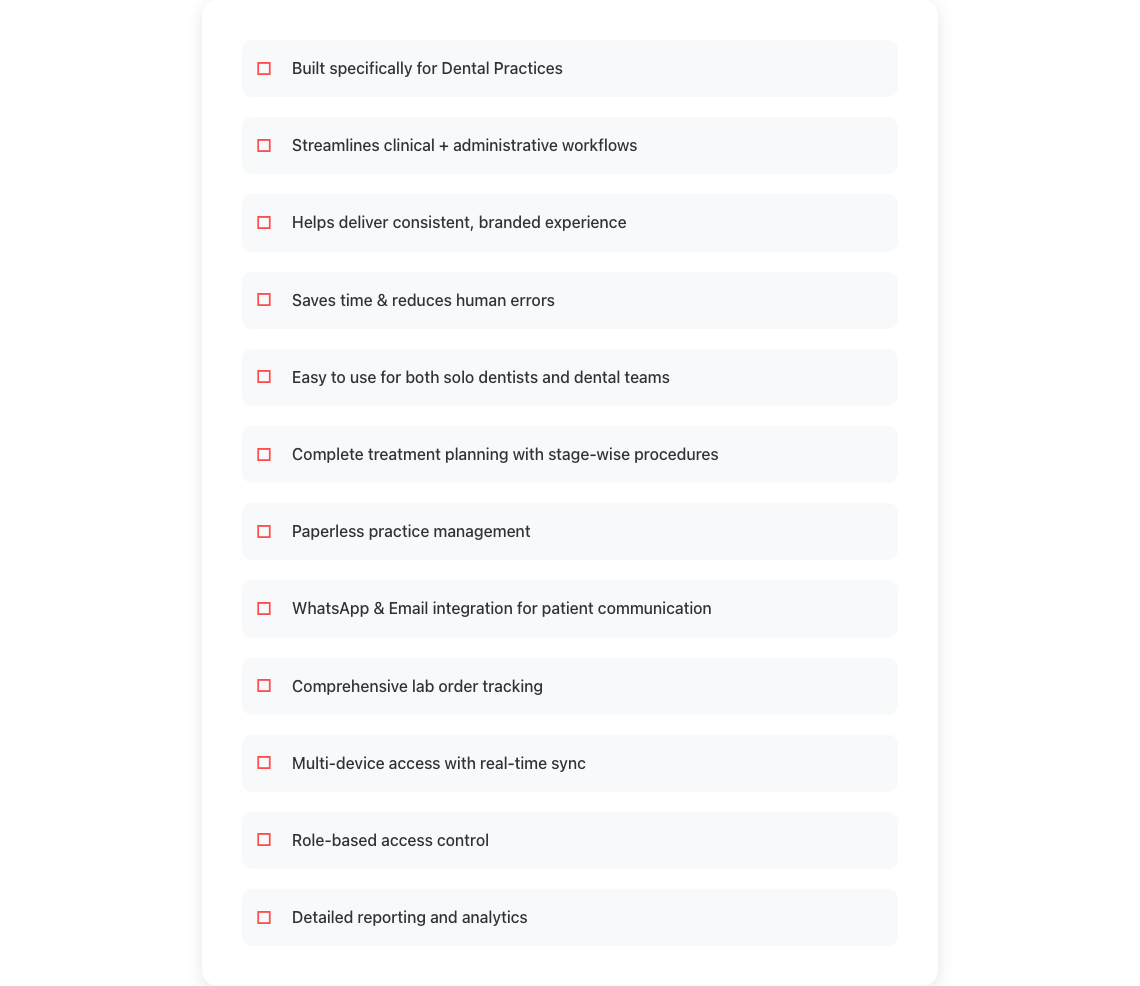 Built specifically for Dental Practices
Streamlines clinical + administrative workflows
Helps deliver consistent, branded experience
Saves time & reduces human errors
Easy to use for both solo dentists and dental teams
Complete treatment planning with stage-wise procedures
Paperless practice management
WhatsApp & Email integration for patient communication
Comprehensive lab order tracking
Multi-device access with real-time sync
Role-based access control
Detailed reporting and analytics